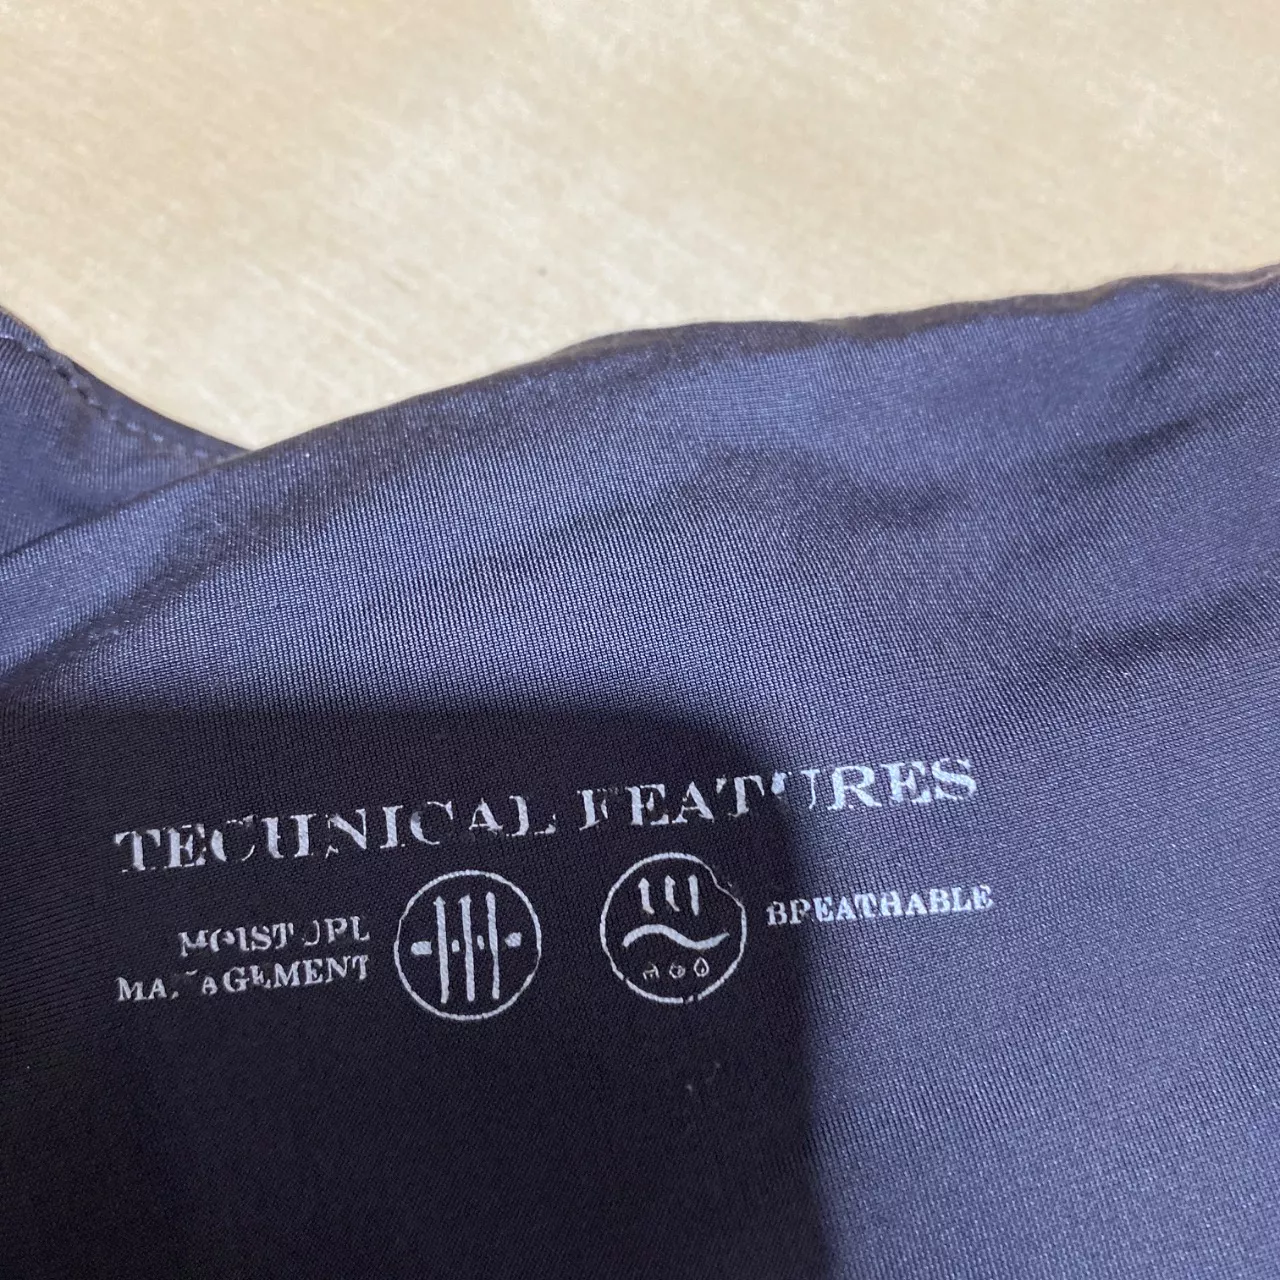 TECHNICAL FEATURES
MOISTURE
MANAGEMENT
BREATHABLE